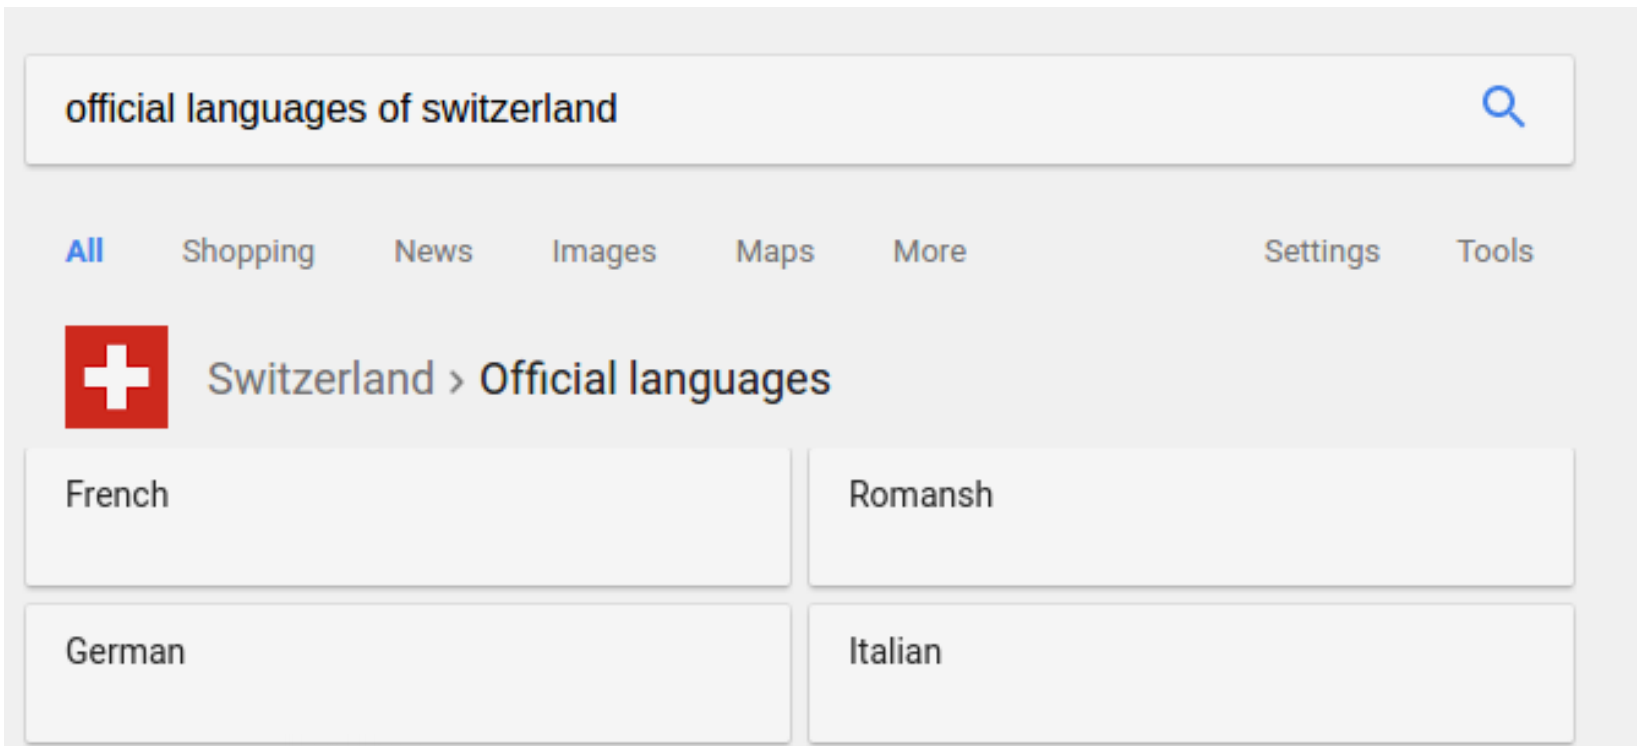 official languages of switzerland
All Shopping News Images Maps More Settings Tools
Switzerland › Official languages
French Romansh
German Italian